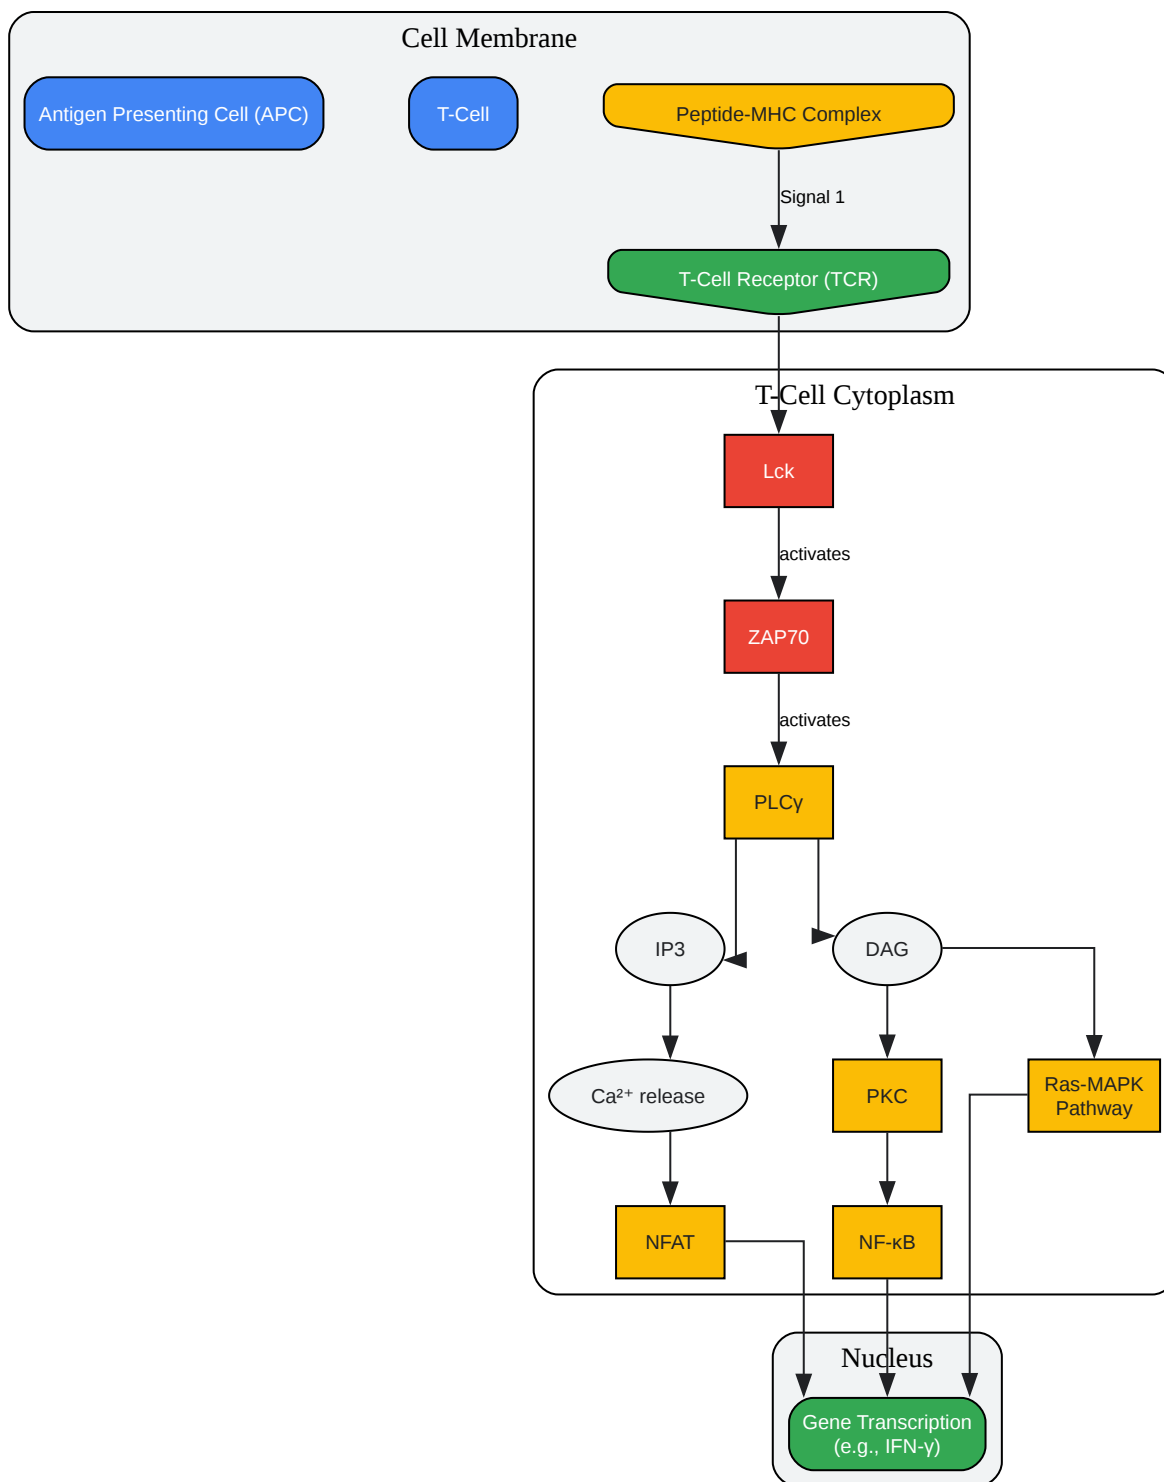 Cell Membrane
Antigen Presenting Cell (APC)
T-Cell
Peptide-MHC Complex
Signal 1
T-Cell Receptor (TCR)
T-Cell Cytoplasm
Lck
activates
ZAP70
activates
PLCγ
IP3
DAG
Ca²⁺ release
PKC
Ras-MAPK
Pathway
NFAT
NF-κB
Nucleus
Gene Transcription
(e.g., IFN-γ)